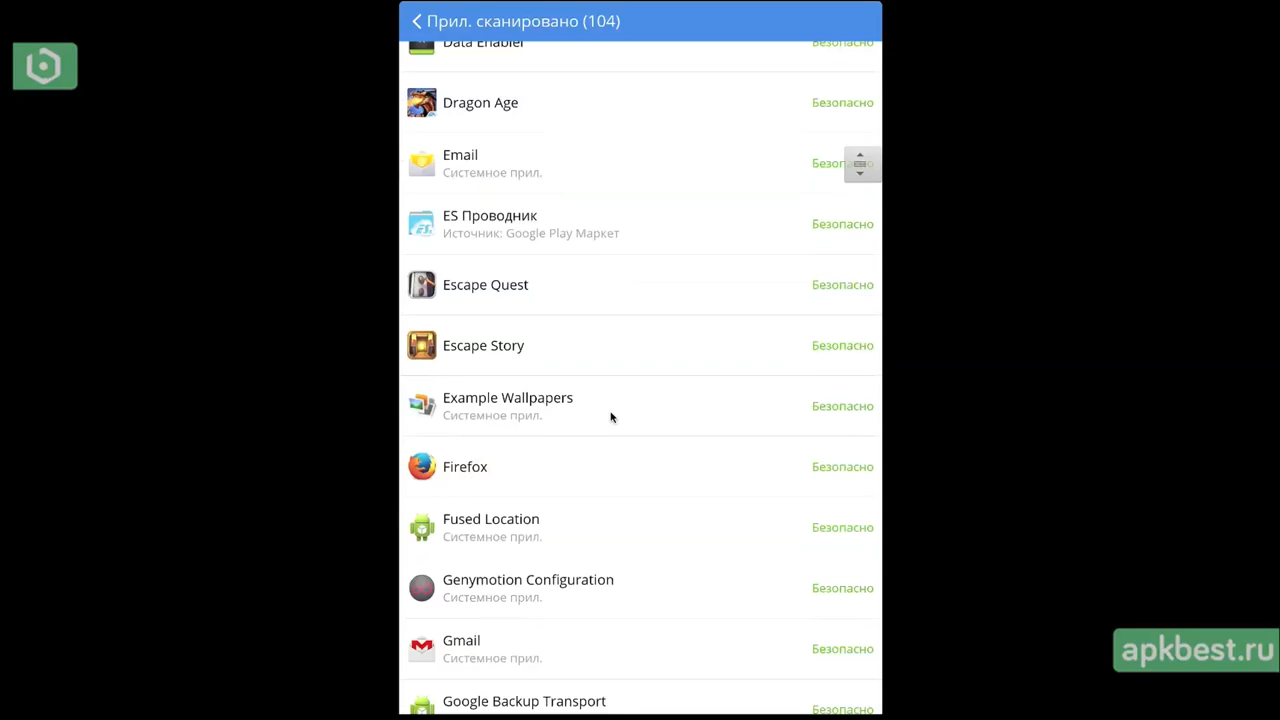 Прил. сканировано (104)
Data Enabler
Безопасно
Dragon Age
Безопасно
Email
Системное прил.
ES Проводник
Источник: Google Play Маркет
Безопасно
Escape Quest
Безопасно
Escape Story
Безопасно
Example Wallpapers
Системное прил.
Безопасно
Firefox
Безопасно
Fused Location
Системное прил.
Безопасно
Genymotion Configuration
Системное прил.
Безопасно
Gmail
Системное прил.
Безопасно
Google Backup Transport
Безопасно
apkbest.ru